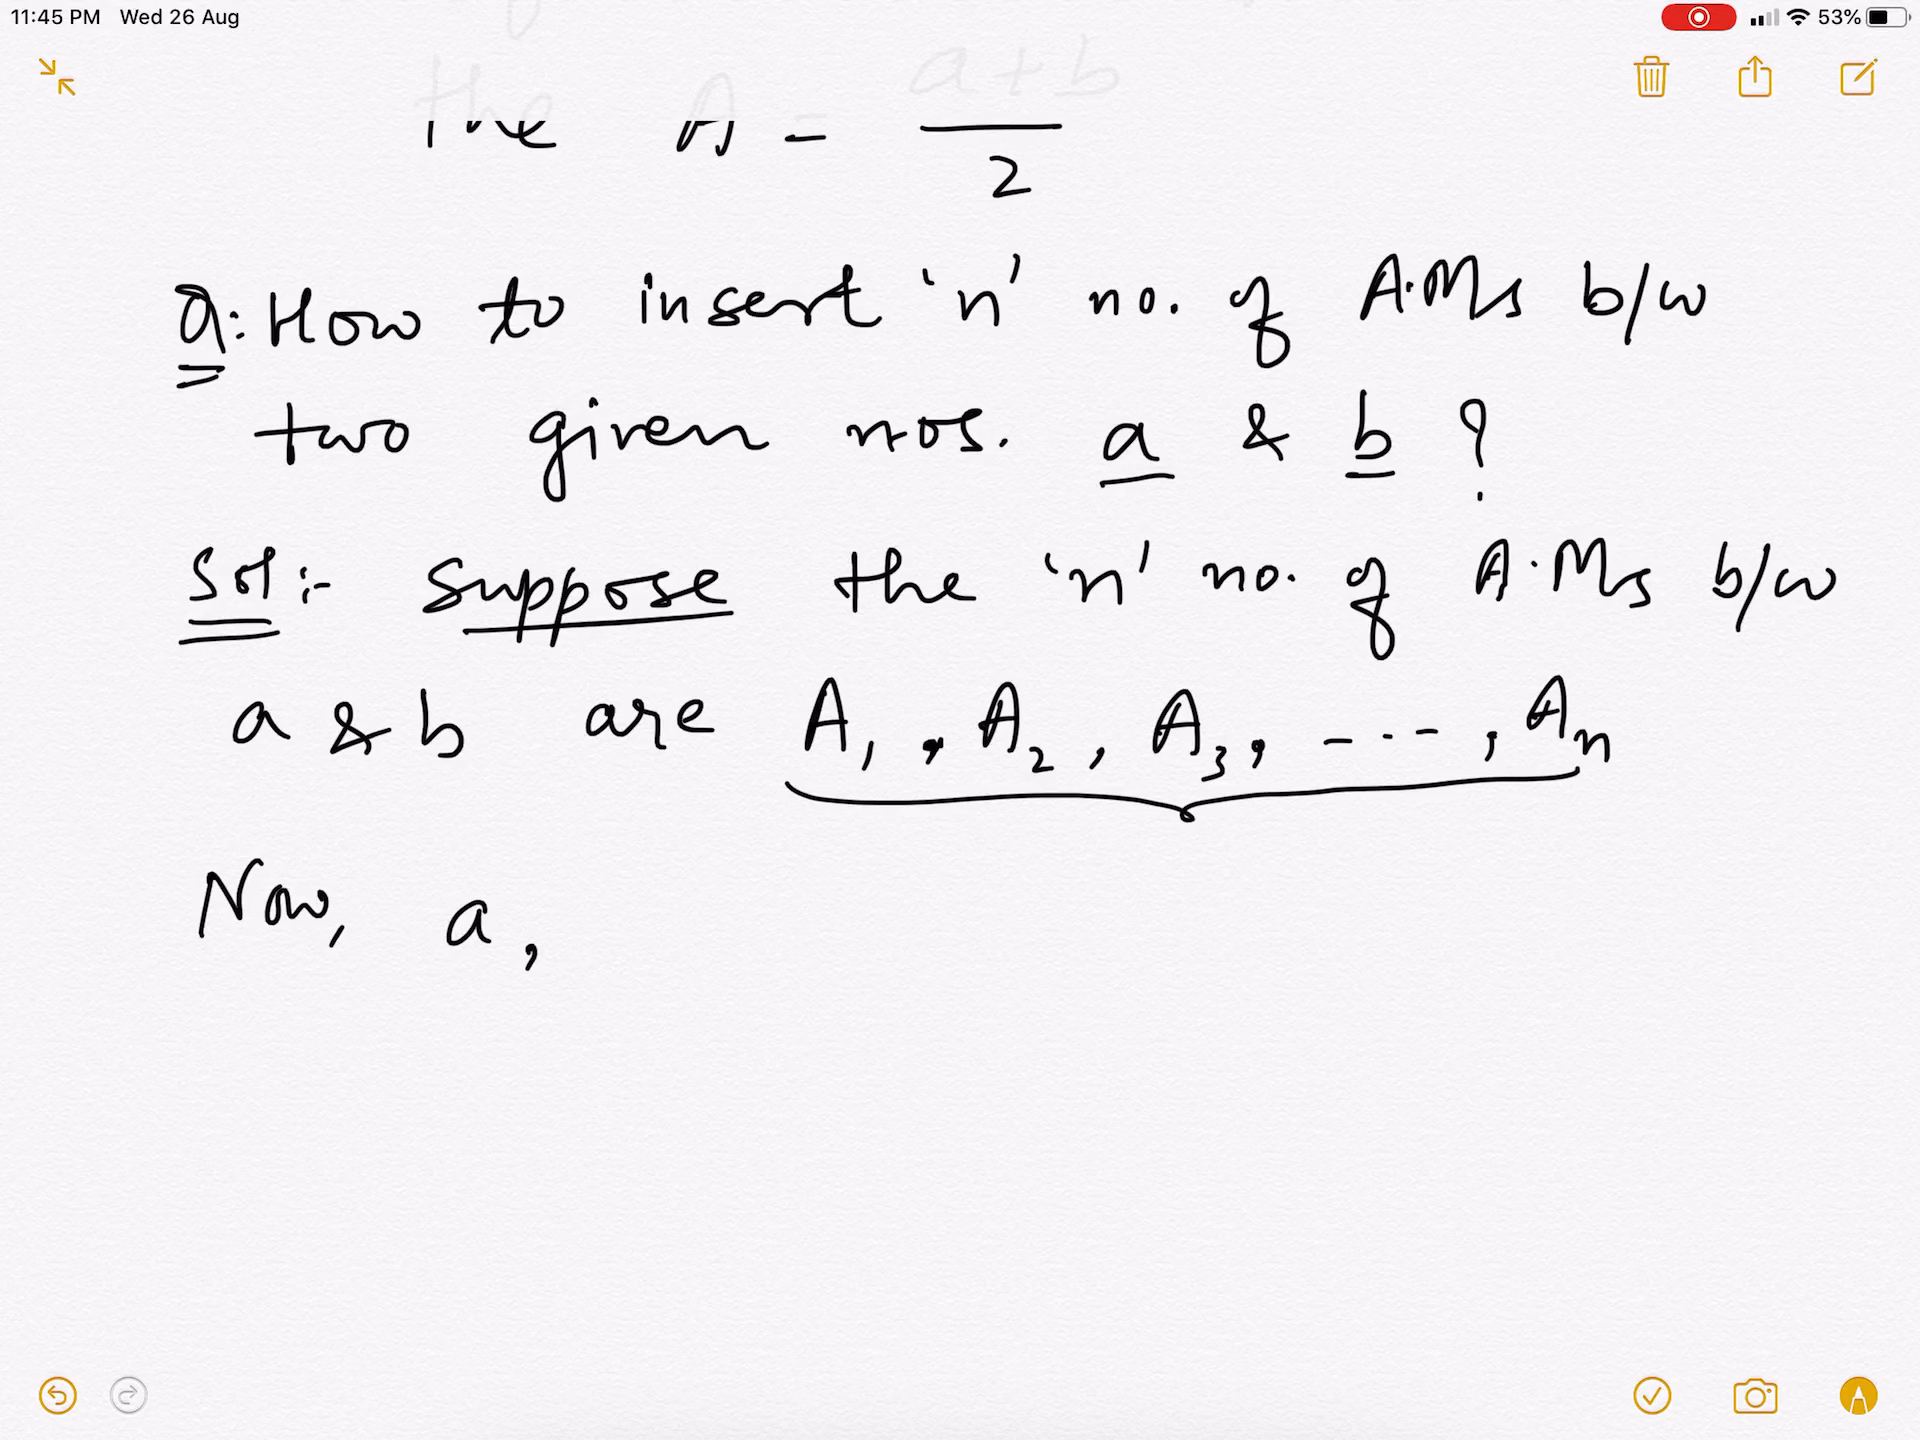 11:45 PM Wed 26 Aug 53%
the A = a+b
2
Q: How to insert 'n' no. of A.Ms b/w
two given nos. a & b ?
Sol:- Suppose the 'n' no. of A.Ms b/w
a & b are A₁, A₂, A₃, ----, Aₙ
Now, a,